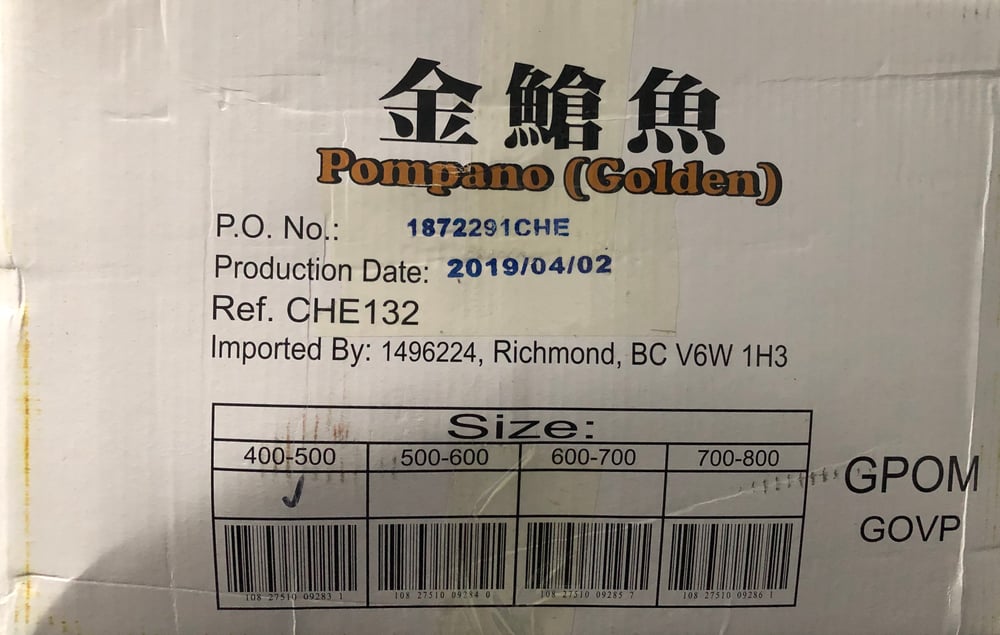 金鯧魚
Pompano (Golden)
P.O. No.: 1872291CHE
Production Date: 2019/04/02
Ref. CHE132
Imported By: 1496224, Richmond, BC V6W 1H3
Size:
400-500 500-600 600-700 700-800
GPOM
GOVP
108 27510 09283 1 108 27510 09284 0 108 27510 09285 7 108 27510 09286 1